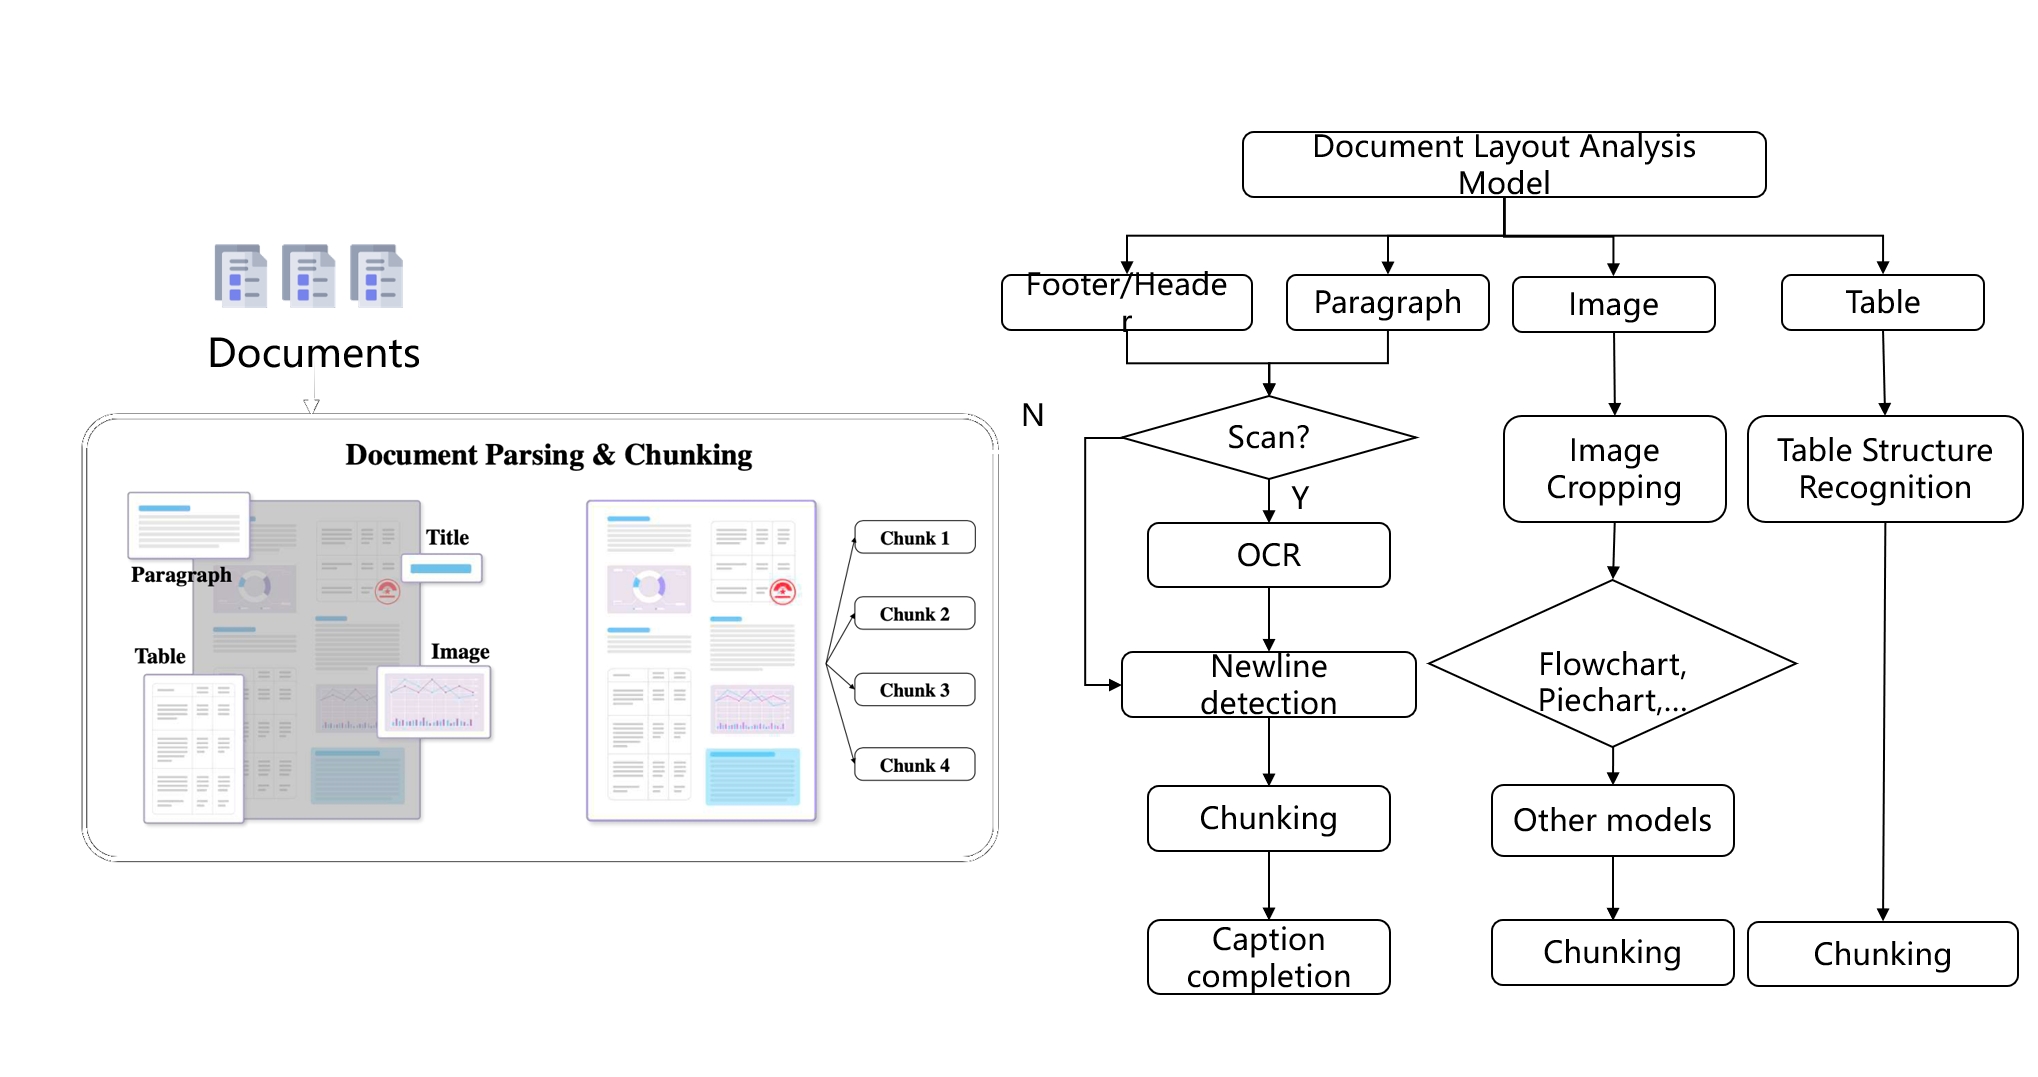 Documents
Document Parsing & Chunking
Paragraph
Title
Table
Image
Chunk 1
Chunk 2
Chunk 3
Chunk 4
Document Layout Analysis
Model
Footer/Heade
r
Paragraph
Image
Table
N
Scan?
Y
OCR
Newline
detection
Chunking
Caption
completion
Image
Cropping
Flowchart,
Piechart,...
Other models
Chunking
Table Structure
Recognition
Chunking